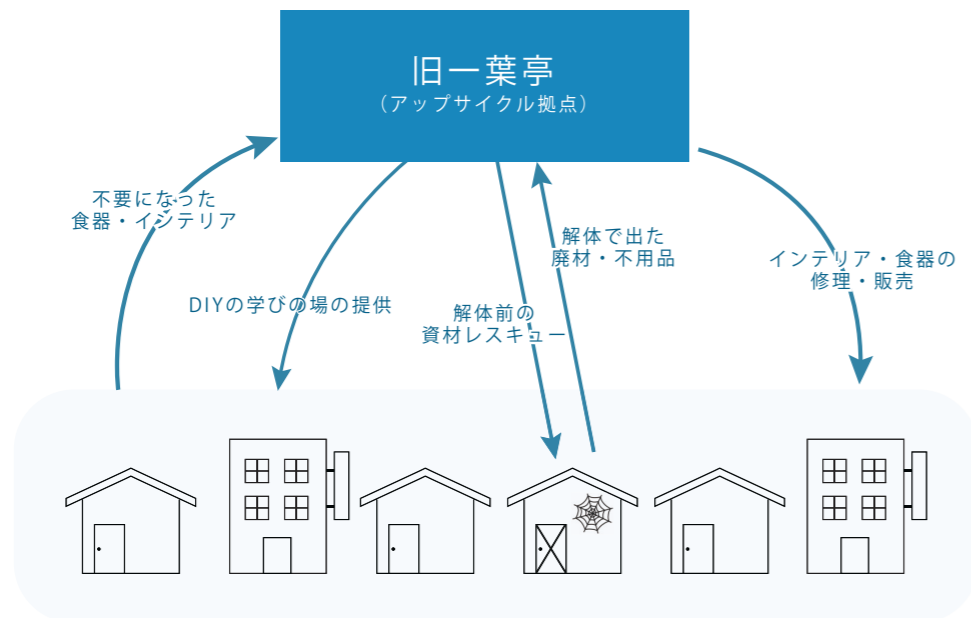 旧一葉亭
（アップサイクル拠点）
不要になった
食器・インテリア
DIYの学びの場の提供
解体前の
資材レスキュー
解体で出た
廃材・不用品
インテリア・食器の
修理・販売